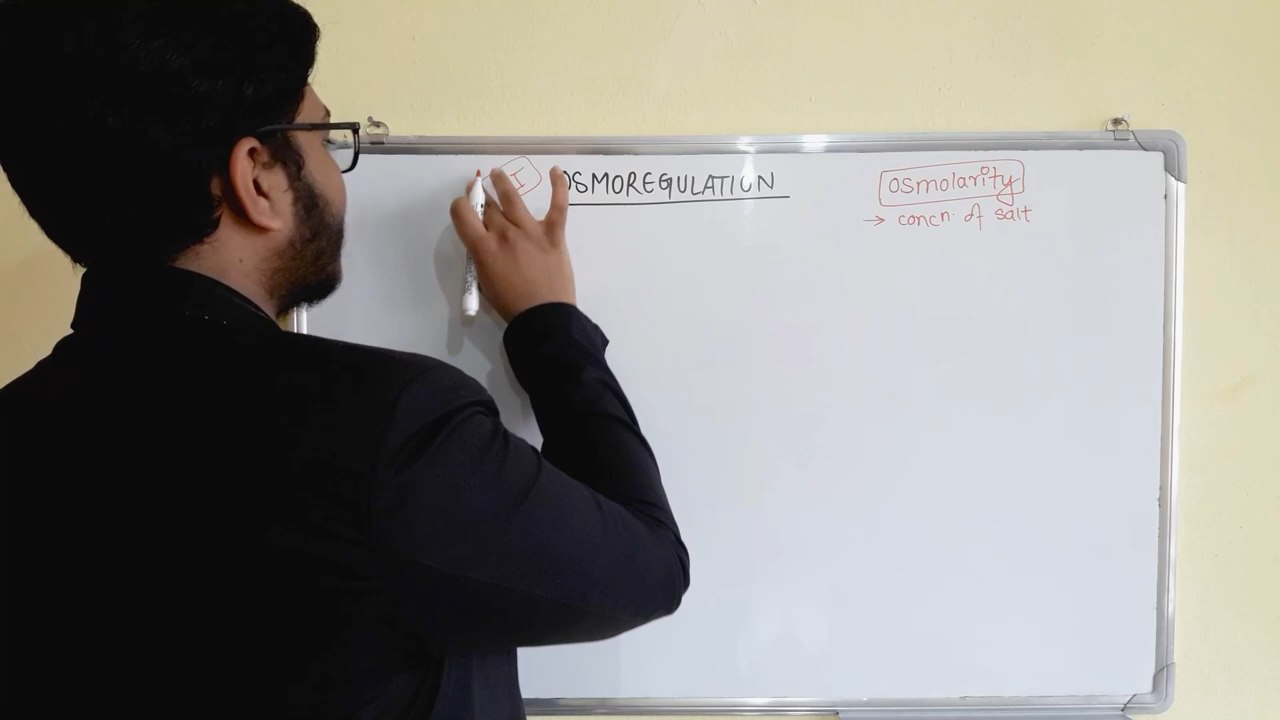 I OSMOREGULATION
osmolarity
→ concn. of salt